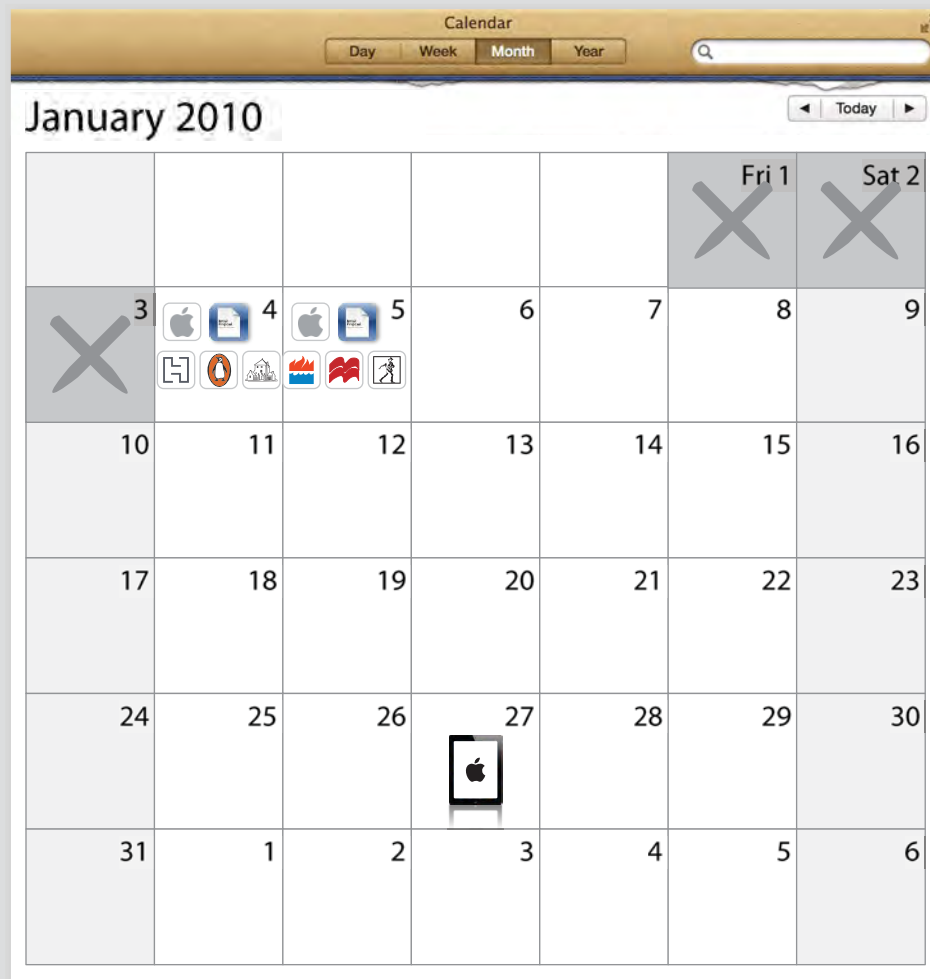 Calendar
Day Week Month Year
January 2010
Today
Fri 1 Sat 2
3 4 5 6 7 8 9
10 11 12 13 14 15 16
17 18 19 20 21 22 23
24 25 26 27 28 29 30
31 1 2 3 4 5 6